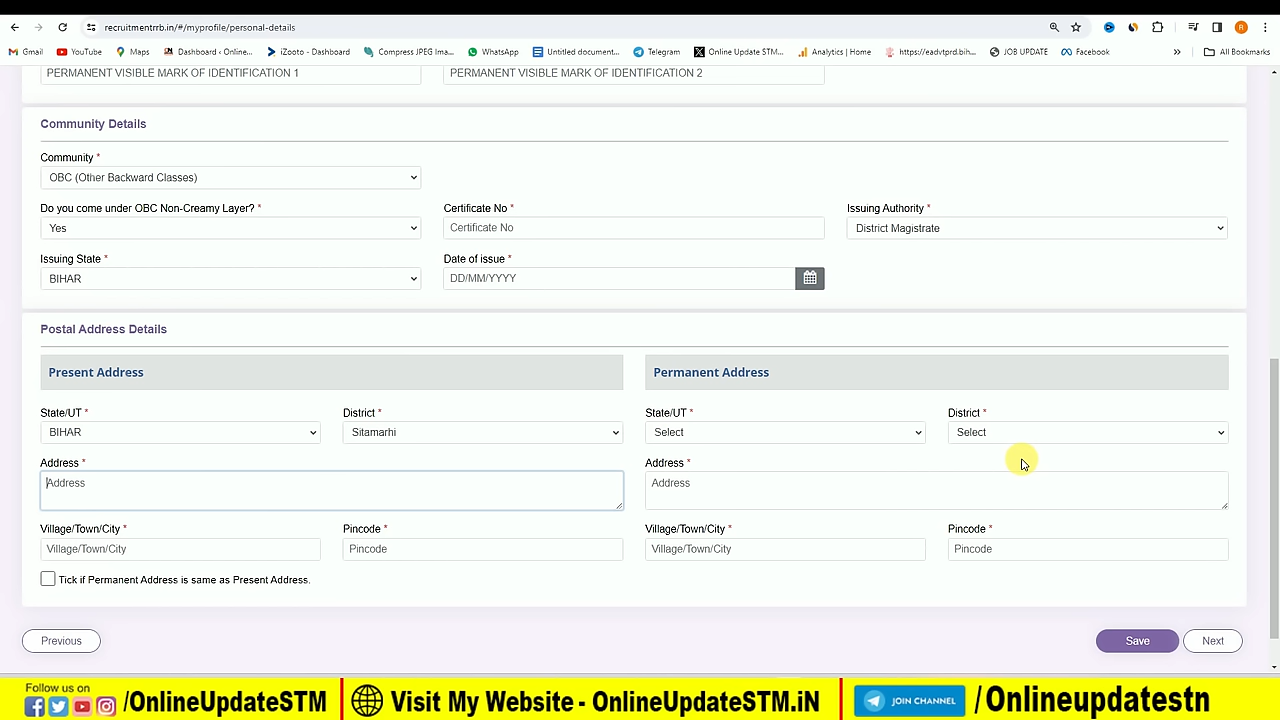 recruitmentrrb.in/#/myprofile/personal-details
R
Gmail YouTube Maps Dashboard ‹ Online... iZooto - Dashboard Compress JPEG Ima... WhatsApp Untitled document... Telegram Online Update STM... Analytics | Home https://eadvtprd.bih... JOB UPDATE Facebook » All Bookmarks
PERMANENT VISIBLE MARK OF IDENTIFICATION 1 PERMANENT VISIBLE MARK OF IDENTIFICATION 2
Community Details
Community *
OBC (Other Backward Classes)
Do you come under OBC Non-Creamy Layer? * Certificate No * Issuing Authority *
Yes Certificate No District Magistrate
Issuing State * Date of issue *
BIHAR DD/MM/YYYY
Postal Address Details
Present Address Permanent Address
State/UT * District * State/UT * District *
BIHAR Sitamarhi Select Select
Address * Address *
Address Address
Village/Town/City * Pincode * Village/Town/City * Pincode *
Village/Town/City Pincode Village/Town/City Pincode
Tick if Permanent Address is same as Present Address.
Previous Save Next
Follow us on
/OnlineUpdateSTM Visit My Website - OnlineUpdateSTM.iN JOIN CHANNEL /Onlineupdatestn